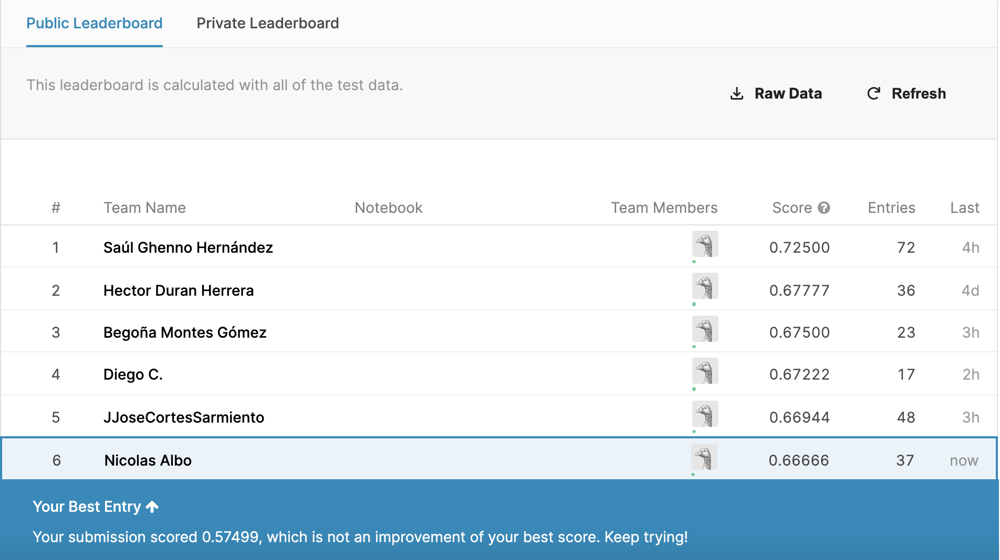 Public Leaderboard Private Leaderboard
This leaderboard is calculated with all of the test data.
Raw Data Refresh
# Team Name Notebook Team Members Score ? Entries Last
1 Saúl Ghenno Hernández 0.72500 72 4h
2 Hector Duran Herrera 0.67777 36 4d
3 Begoña Montes Gómez 0.67500 23 3h
4 Diego C. 0.67222 17 2h
5 JJoseCortesSarmiento 0.66944 48 3h
6 Nicolas Albo 0.66666 37 now
Your Best Entry
Your submission scored 0.57499, which is not an improvement of your best score. Keep trying!